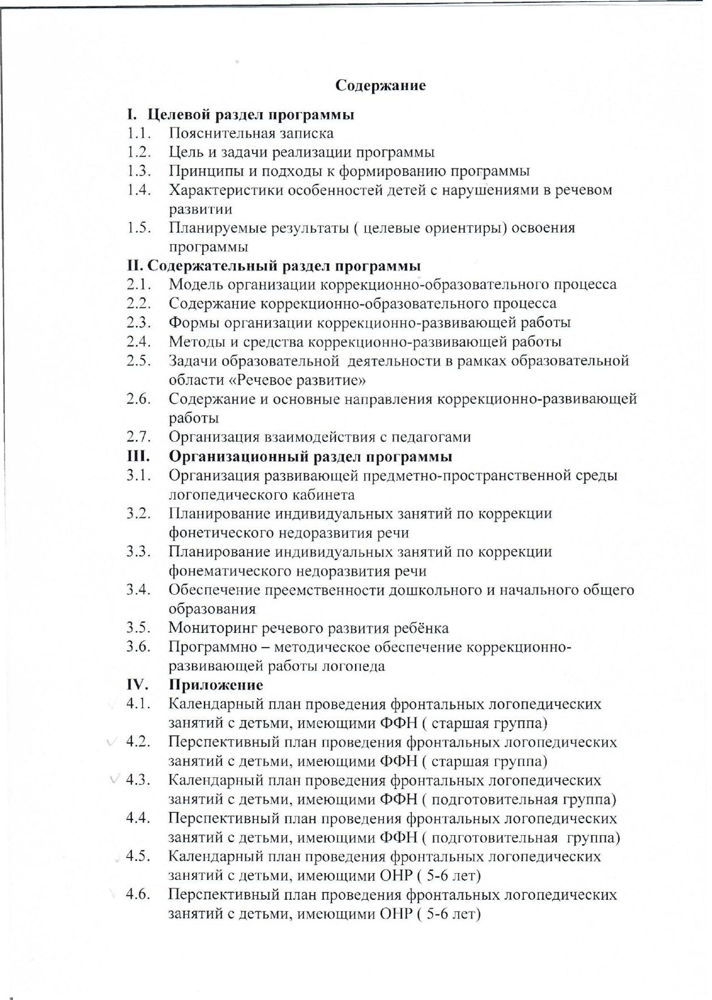 Содержание
I. Целевой раздел программы
1.1. Пояснительная записка
1.2. Цель и задачи реализации программы
1.3. Принципы и подходы к формированию программы
1.4. Характеристики особенностей детей с нарушениями в речевом
развитии
1.5. Планируемые результаты ( целевые ориентиры) освоения
программы
II. Содержательный раздел программы
2.1. Модель организации коррекционно-образовательного процесса
2.2. Содержание коррекционно-образовательного процесса
2.3. Формы организации коррекционно-развивающей работы
2.4. Методы и средства коррекционно-развивающей работы
2.5. Задачи образовательной деятельности в рамках образовательной
области «Речевое развитие»
2.6. Содержание и основные направления коррекционно-развивающей
работы
2.7. Организация взаимодействия с педагогами
III. Организационный раздел программы
3.1. Организация развивающей предметно-пространственной среды
логопедического кабинета
3.2. Планирование индивидуальных занятий по коррекции
фонетического недоразвития речи
3.3. Планирование индивидуальных занятий по коррекции
фонематического недоразвития речи
3.4. Обеспечение преемственности дошкольного и начального общего
образования
3.5. Мониторинг речевого развития ребёнка
3.6. Программно – методическое обеспечение коррекционно-
развивающей работы логопеда
IV. Приложение
4.1. Календарный план проведения фронтальных логопедических
занятий с детьми, имеющими ФФН ( старшая группа)
4.2. Перспективный план проведения фронтальных логопедических
занятий с детьми, имеющими ФФН ( старшая группа)
4.3. Календарный план проведения фронтальных логопедических
занятий с детьми, имеющими ФФН ( подготовительная группа)
4.4. Перспективный план проведения фронтальных логопедических
занятий с детьми, имеющими ФФН ( подготовительная группа)
4.5. Календарный план проведения фронтальных логопедических
занятий с детьми, имеющими ОНР ( 5-6 лет)
4.6. Перспективный план проведения фронтальных логопедических
занятий с детьми, имеющими ОНР ( 5-6 лет)